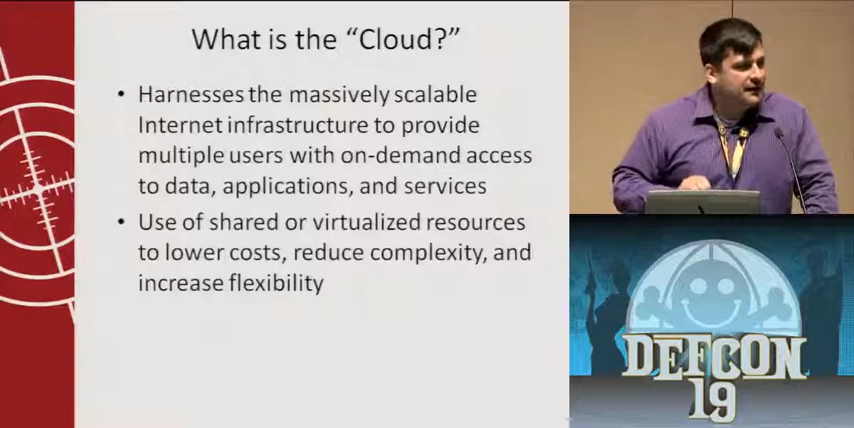 What is the “Cloud?”
• Harnesses the massively scalable
Internet infrastructure to provide
multiple users with on-demand access
to data, applications, and services
• Use of shared or virtualized resources
to lower costs, reduce complexity, and
increase flexibility
DEFCON
19